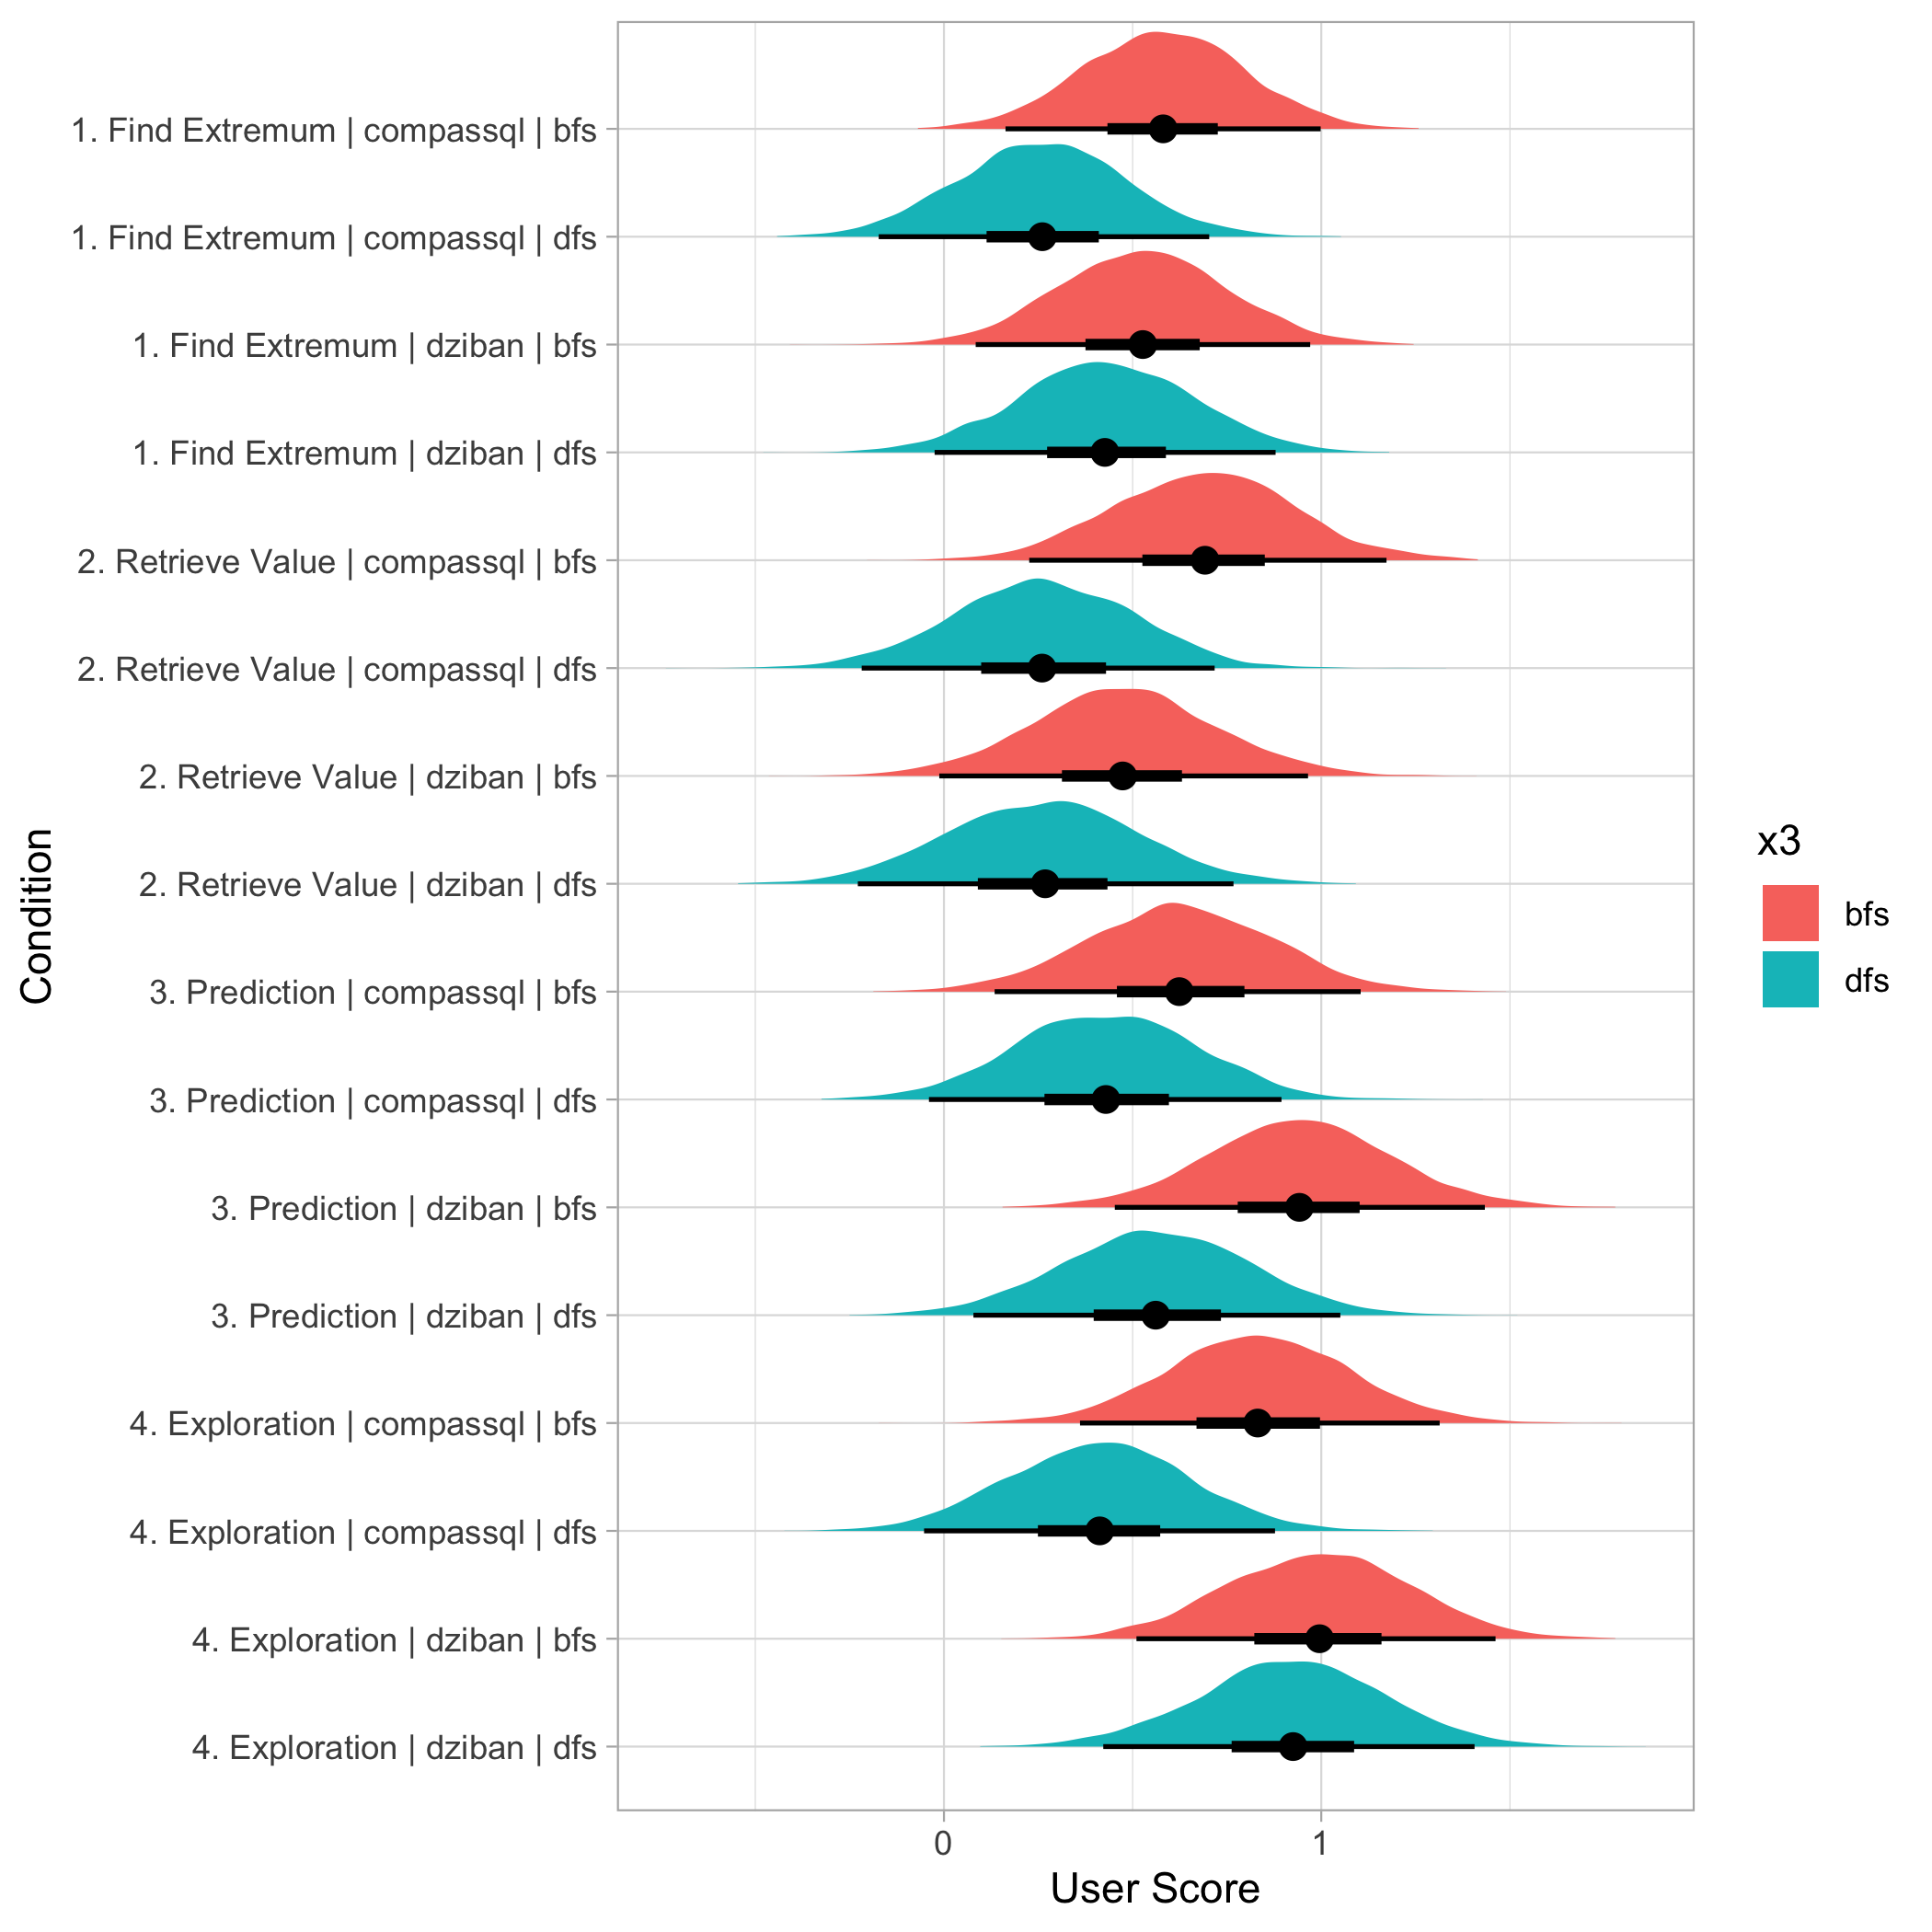 1. Find Extremum | compassql | bfs
1. Find Extremum | compassql | dfs
1. Find Extremum | dziban | bfs
1. Find Extremum | dziban | dfs
2. Retrieve Value | compassql | bfs
2. Retrieve Value | compassql | dfs
2. Retrieve Value | dziban | bfs
2. Retrieve Value | dziban | dfs
3. Prediction | compassql | bfs
3. Prediction | compassql | dfs
3. Prediction | dziban | bfs
3. Prediction | dziban | dfs
4. Exploration | compassql | bfs
4. Exploration | compassql | dfs
4. Exploration | dziban | bfs
4. Exploration | dziban | dfs
Condition
0 1
User Score
x3
bfs
dfs